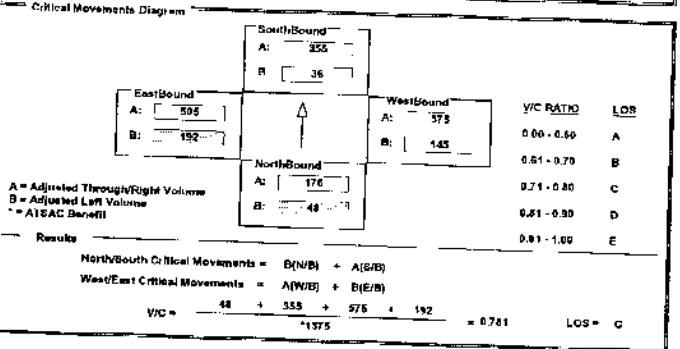 Critical Movements Diagram
SouthBound
A: 355
B: 36
EastBound
A: 505
B: 192
WestBound
A: 575
B: 145
NorthBound
A: 176
B: 48
V/C RATIO LOS
0.00 - 0.60 A
0.61 - 0.70 B
0.71 - 0.80 C
0.81 - 0.90 D
0.91 - 1.00 E
A = Adjusted Through/Right Volume
B = Adjusted Left Volume
* = ATSAC Benefit
Results
North/South Critical Movements = B(N/B) + A(S/B)
West/East Critical Movements = A(W/B) + B(E/B)
V/C = 48 + 355 + 575 + 192 = 0.781 LOS = C
*1375